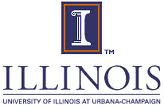 I
TM
ILLINOIS
UNIVERSITY OF ILLINOIS AT URBANA-CHAMPAIGN